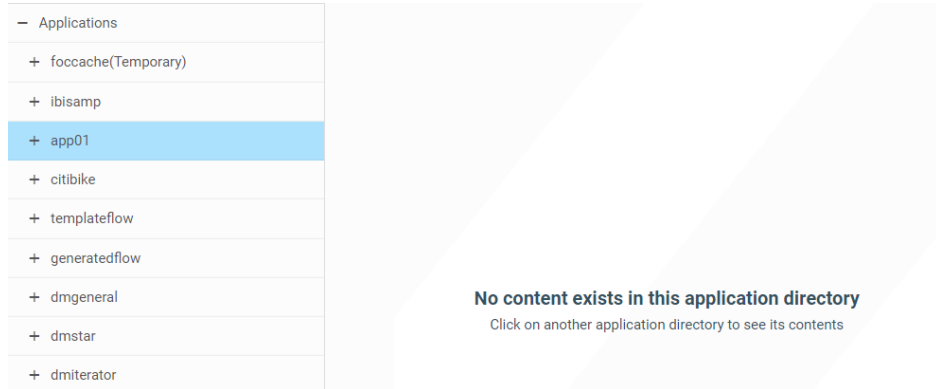 Applications
foccache(Temporary)
ibisamp
app01
citibike
templateflow
generatedflow
dmgeneral
dmstar
dmiterator
No content exists in this application directory
Click on another application directory to see its contents